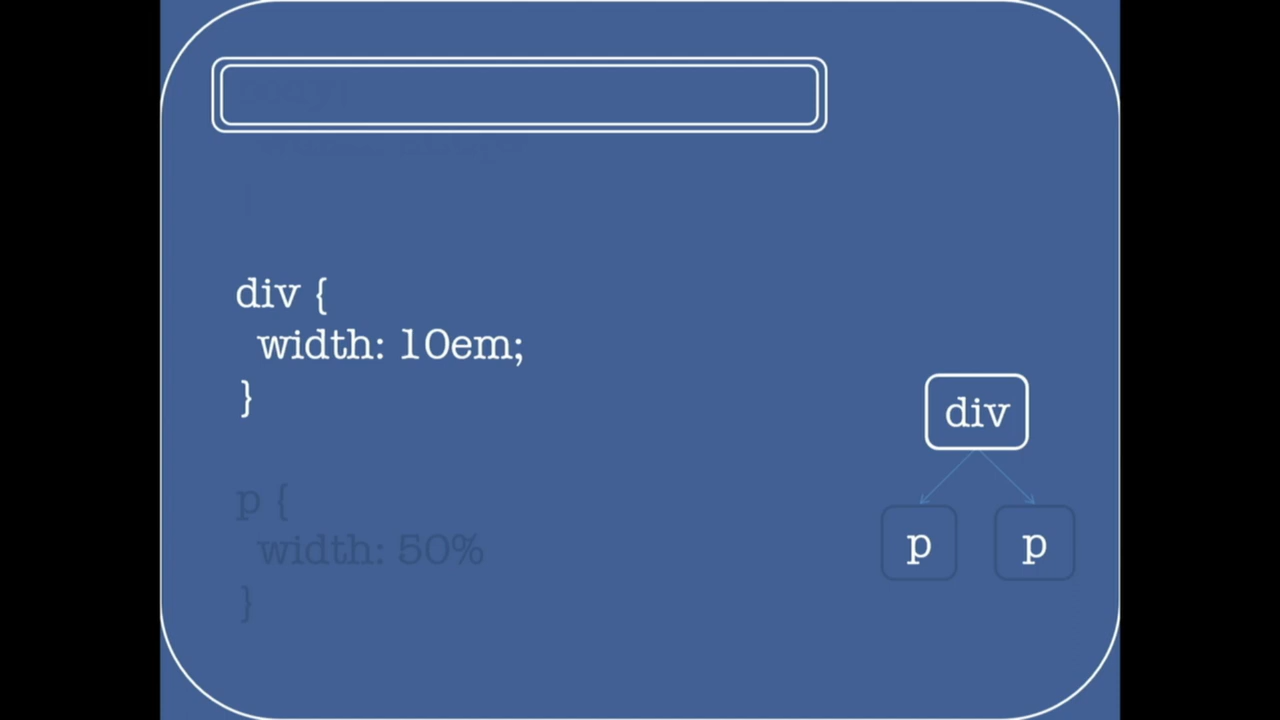 div {
width: 10em;
}
div
p {
width: 50%
}
p
p